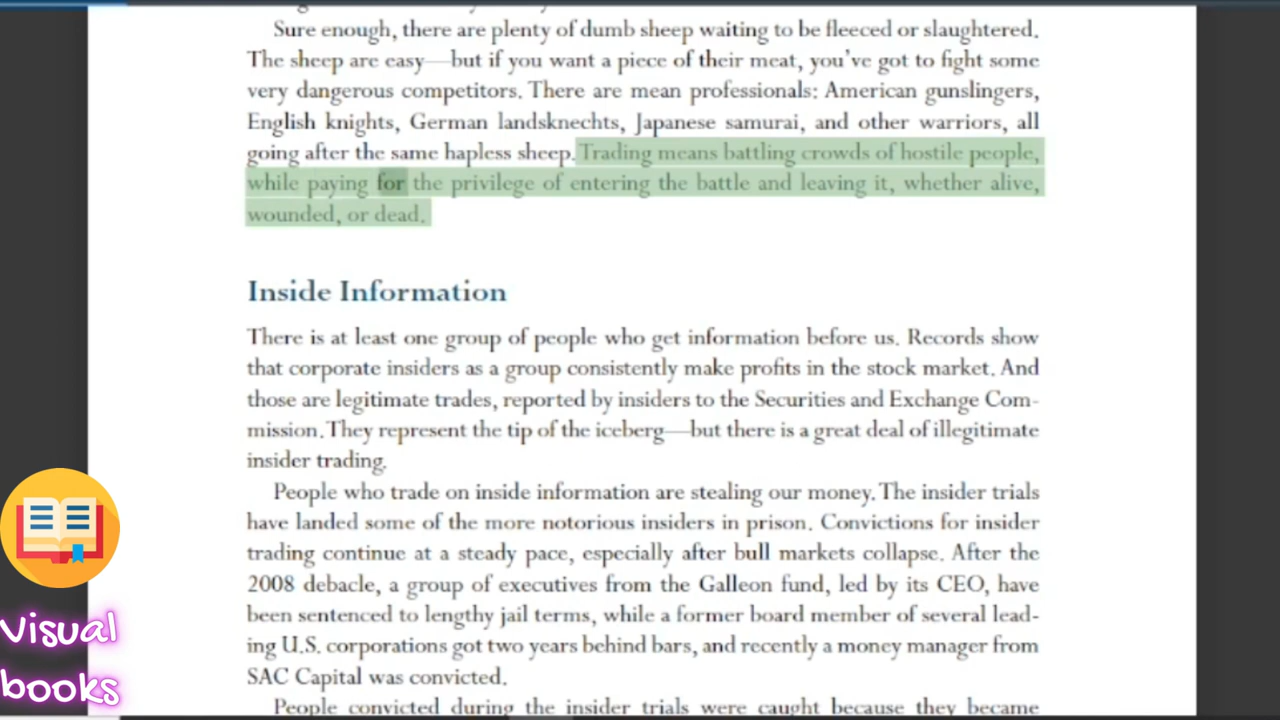 Sure enough, there are plenty of dumb sheep waiting to be fleeced or slaughtered.
The sheep are easy—but if you want a piece of their meat, you've got to fight some
very dangerous competitors. There are mean professionals: American gunslingers,
English knights, German landsknechts, Japanese samurai, and other warriors, all
going after the same hapless sheep. Trading means battling crowds of hostile people,
while paying for the privilege of entering the battle and leaving it, whether alive,
wounded, or dead.
Inside Information
There is at least one group of people who get information before us. Records show
that corporate insiders as a group consistently make profits in the stock market. And
those are legitimate trades, reported by insiders to the Securities and Exchange Com-
mission. They represent the tip of the iceberg—but there is a great deal of illegitimate
insider trading.
People who trade on inside information are stealing our money. The insider trials
have landed some of the more notorious insiders in prison. Convictions for insider
trading continue at a steady pace, especially after bull markets collapse. After the
2008 debacle, a group of executives from the Galleon fund, led by its CEO, have
been sentenced to lengthy jail terms, while a former board member of several lead-
ing U.S. corporations got two years behind bars, and recently a money manager from
SAC Capital was convicted.
People convicted during the insider trials were caught because they became
Visual
books